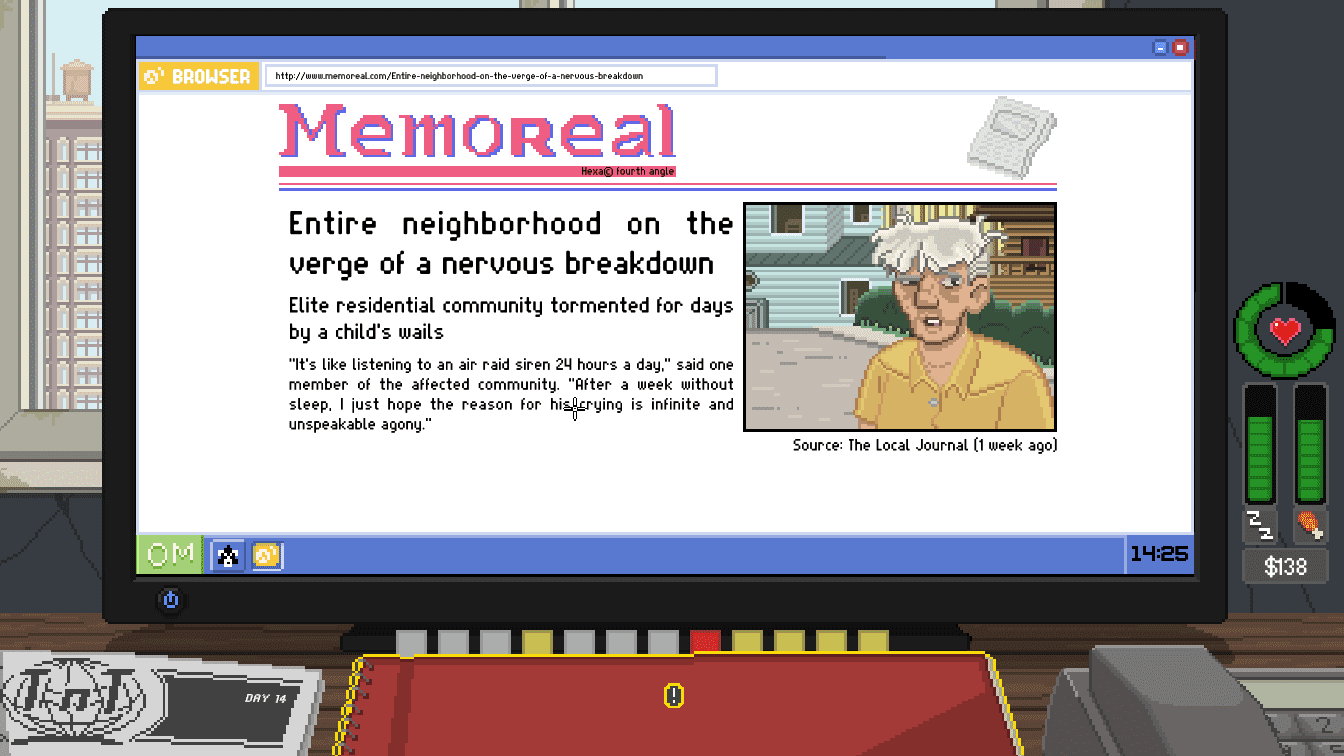 BROWSER
http://www.memoreal.com/Entire-neighborhood-on-the-verge-of-a-nervous-breakdown
Memoreal
Hexa© fourth angle
Entire neighborhood on the
verge of a nervous breakdown
Elite residential community tormented for days
by a child's wails
"It's like listening to an air raid siren 24 hours a day," said one
member of the affected community. "After a week without
sleep, I just hope the reason for his crying is infinite and
unspeakable agony."
Source: The Local Journal (1 week ago)
OM
14:25
$138
DAY 14
!
2